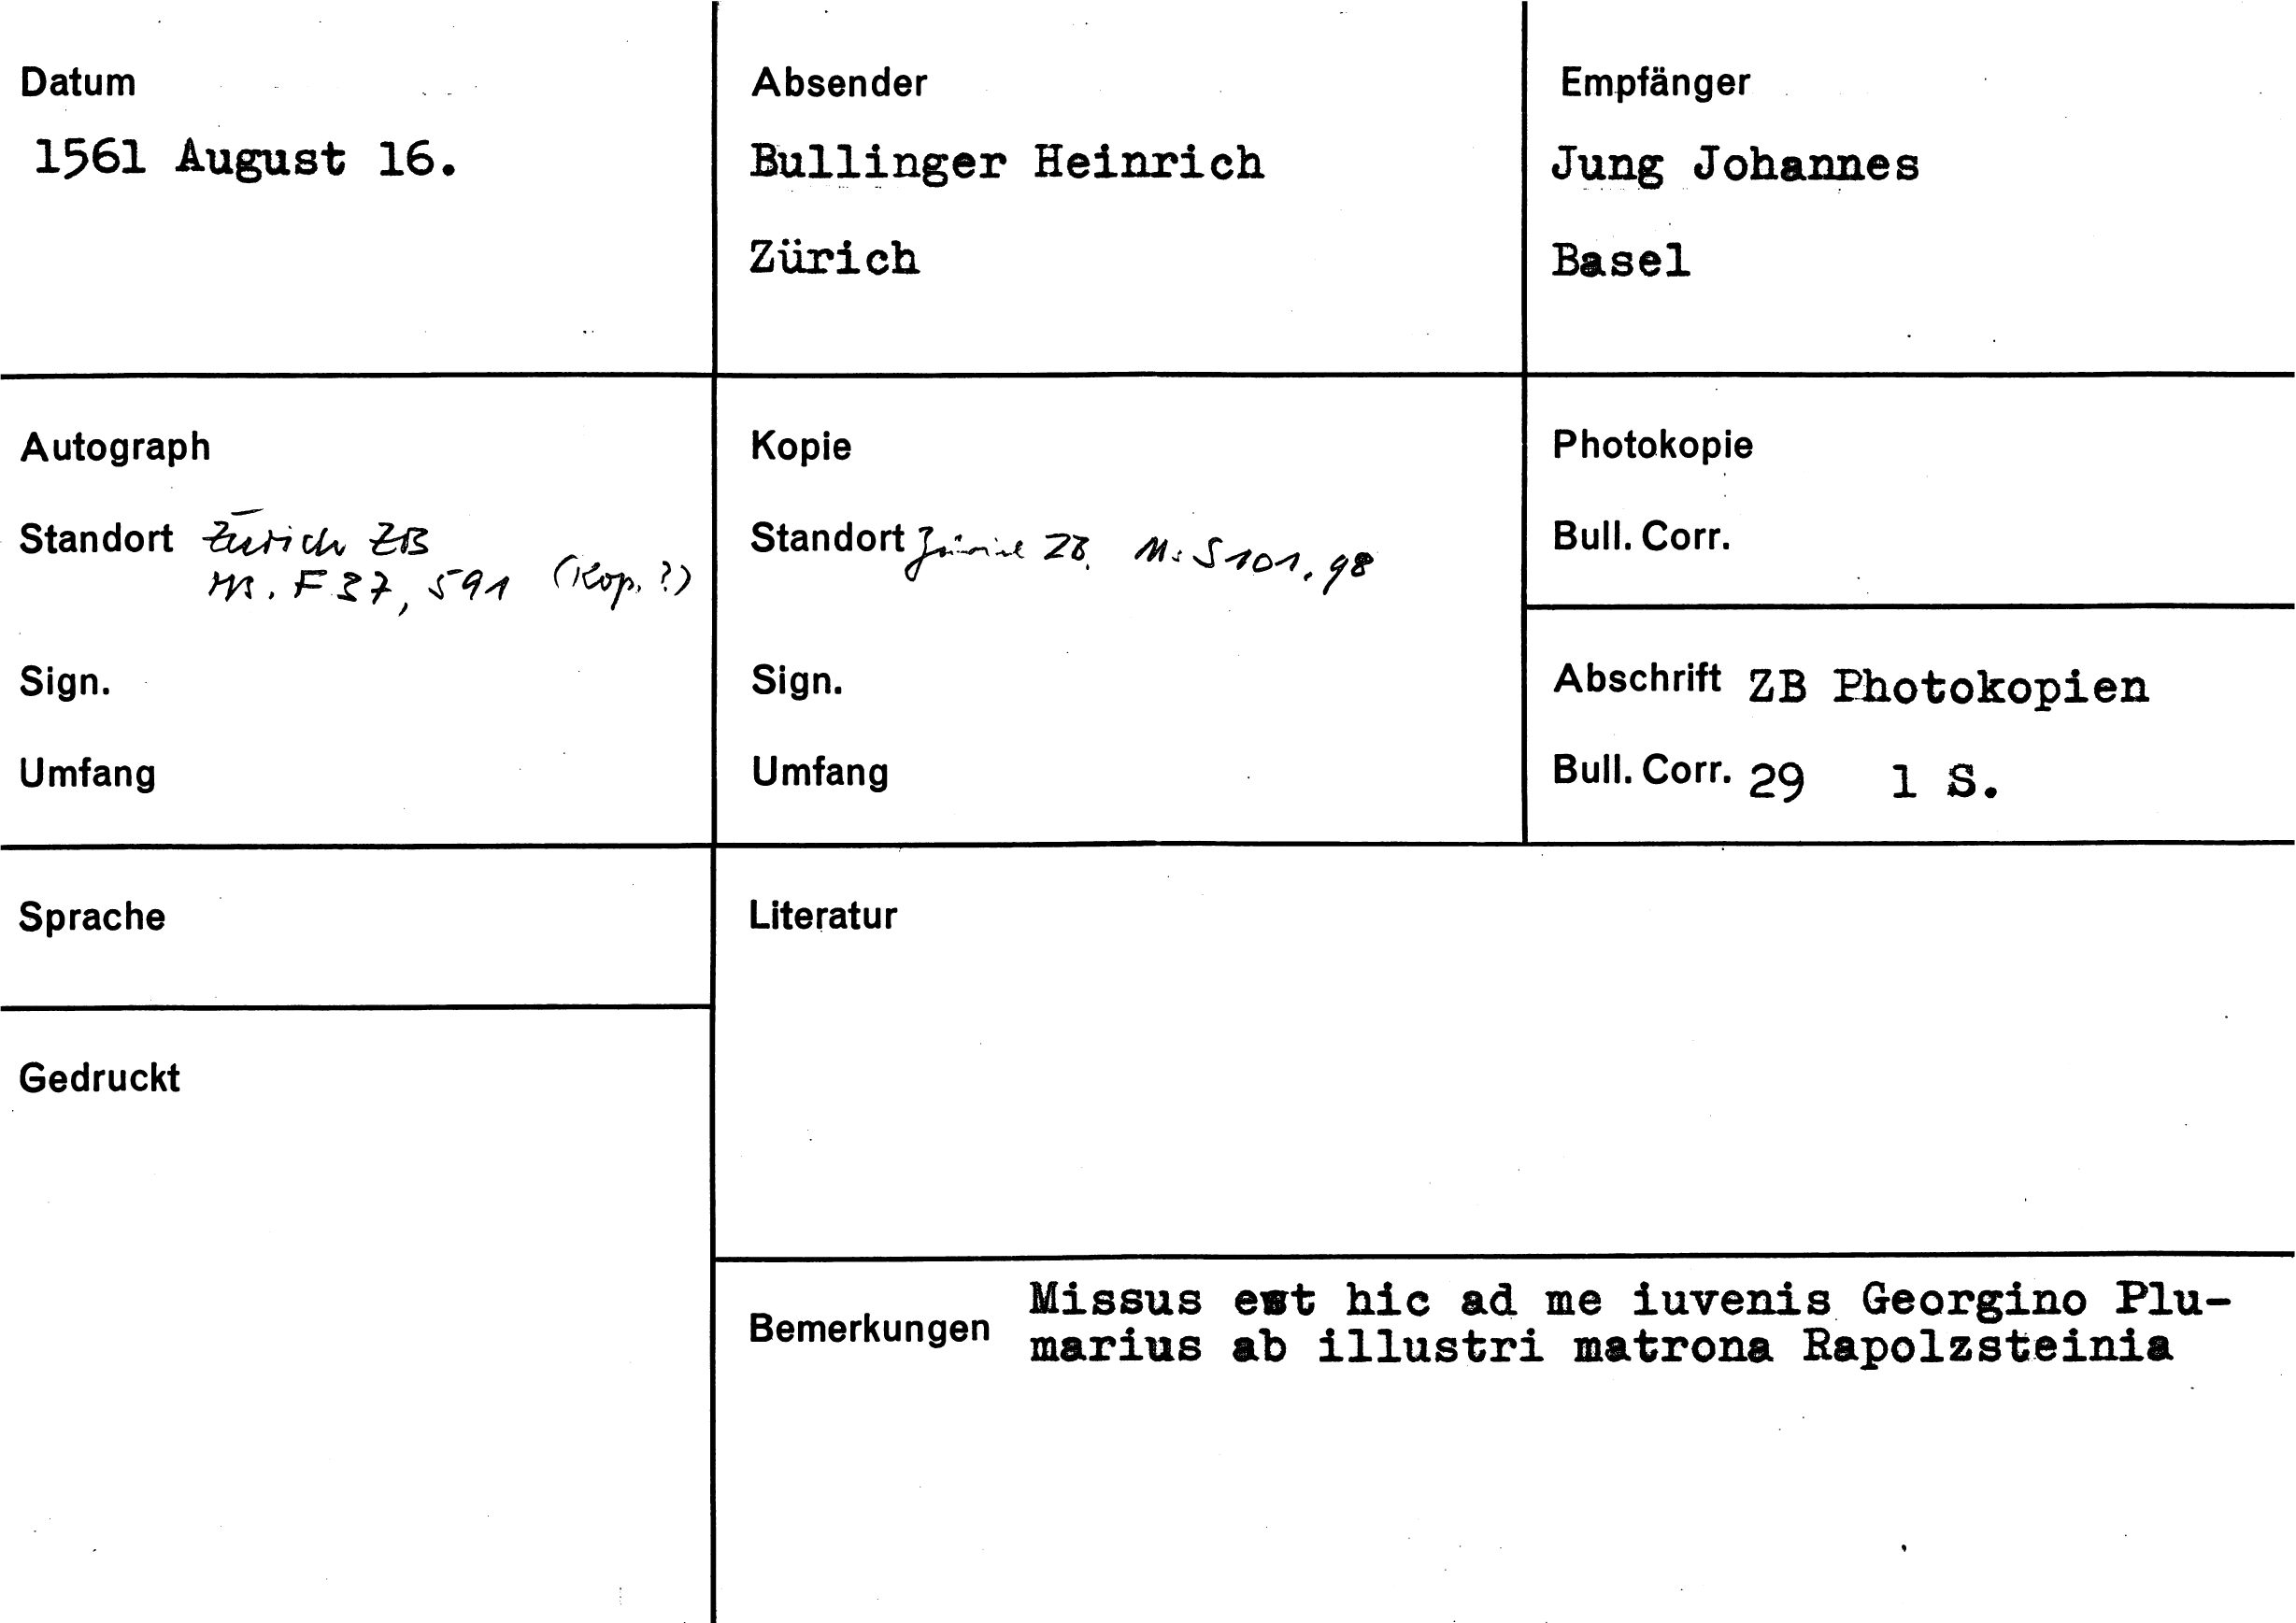 Datum
1561 August 16.
Absender
Bullinger Heinrich
Zürich
Empfänger
Jung Johannes
Basel
Autograph
Standort Zürich ZB
Ms. F 37, 591 (Kop. ?)
Sign.
Umfang
Kopie
Standort Zürich ZB. Ms S 101, 98
Sign.
Umfang
Photokopie
Bull. Corr.
Abschrift ZB Photokopien
Bull. Corr. 29 1 S.
Sprache
Literatur
Gedruckt
Bemerkungen
Missus est hic ad me iuvenis Georgino Plu-
marius ab illustri matrona Rapolzsteinia